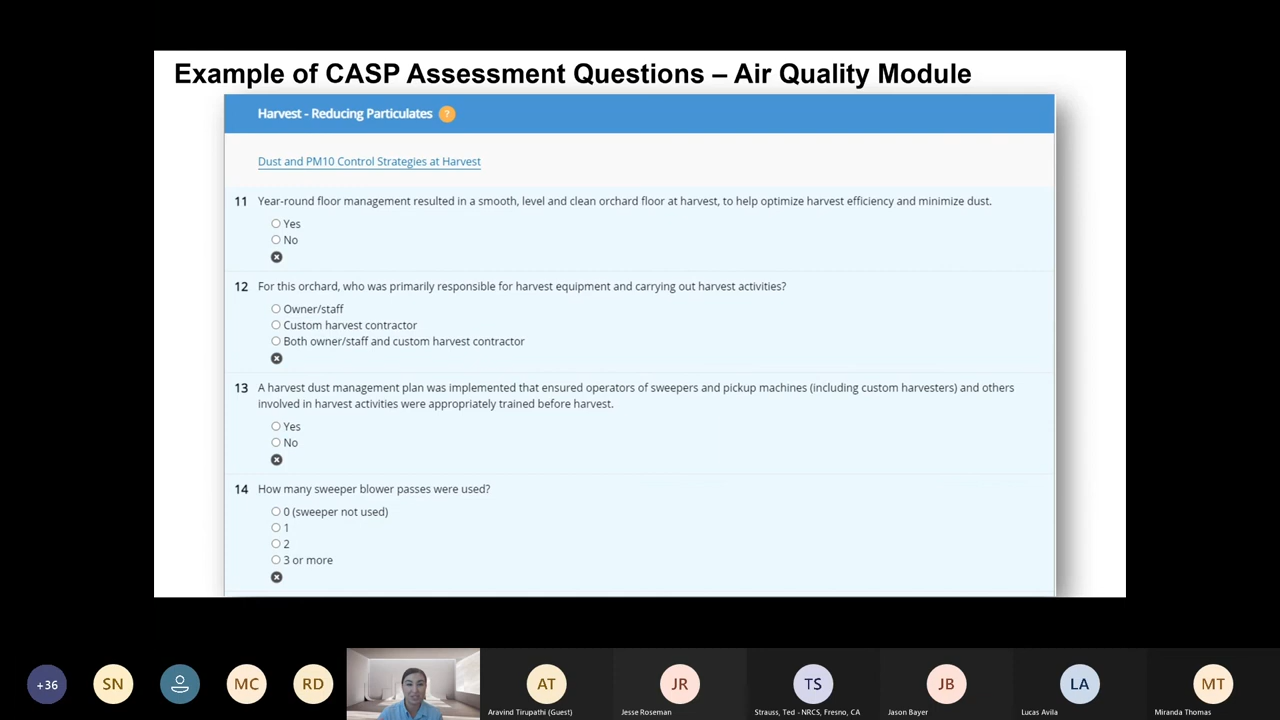 Example of CASP Assessment Questions – Air Quality Module
Harvest - Reducing Particulates ?
Dust and PM10 Control Strategies at Harvest
11 Year-round floor management resulted in a smooth, level and clean orchard floor at harvest, to help optimize harvest efficiency and minimize dust.
Yes
No
12 For this orchard, who was primarily responsible for harvest equipment and carrying out harvest activities?
Owner/staff
Custom harvest contractor
Both owner/staff and custom harvest contractor
13 A harvest dust management plan was implemented that ensured operators of sweepers and pickup machines (including custom harvesters) and others
involved in harvest activities were appropriately trained before harvest.
Yes
No
14 How many sweeper blower passes were used?
0 (sweeper not used)
1
2
3 or more
+36 SN MC RD AT JR TS JB LA MT
Aravind Tirupathi (Guest) Jesse Roseman Strauss, Ted - NRCS, Fresno, CA Jason Bayer Lucas Avila Miranda Thomas